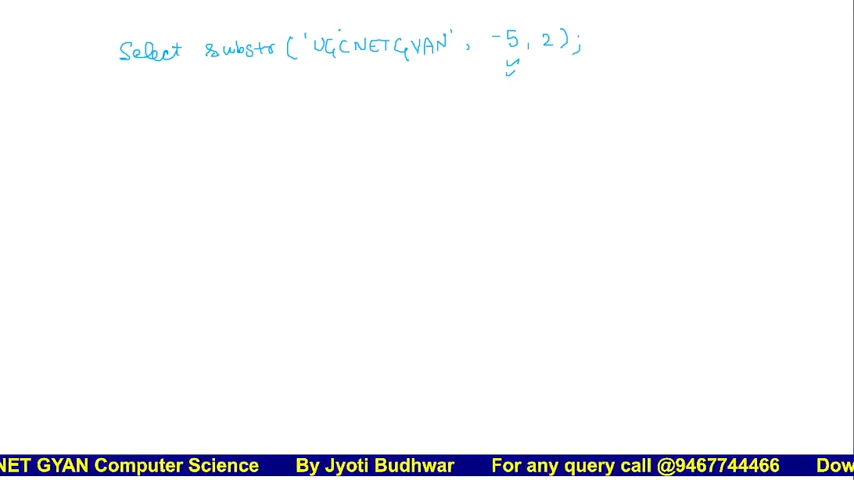 Select substr ('UGCNETGYAN', -5, 2);
NET GYAN Computer Science By Jyoti Budhwar For any query call @9467744466 Dow